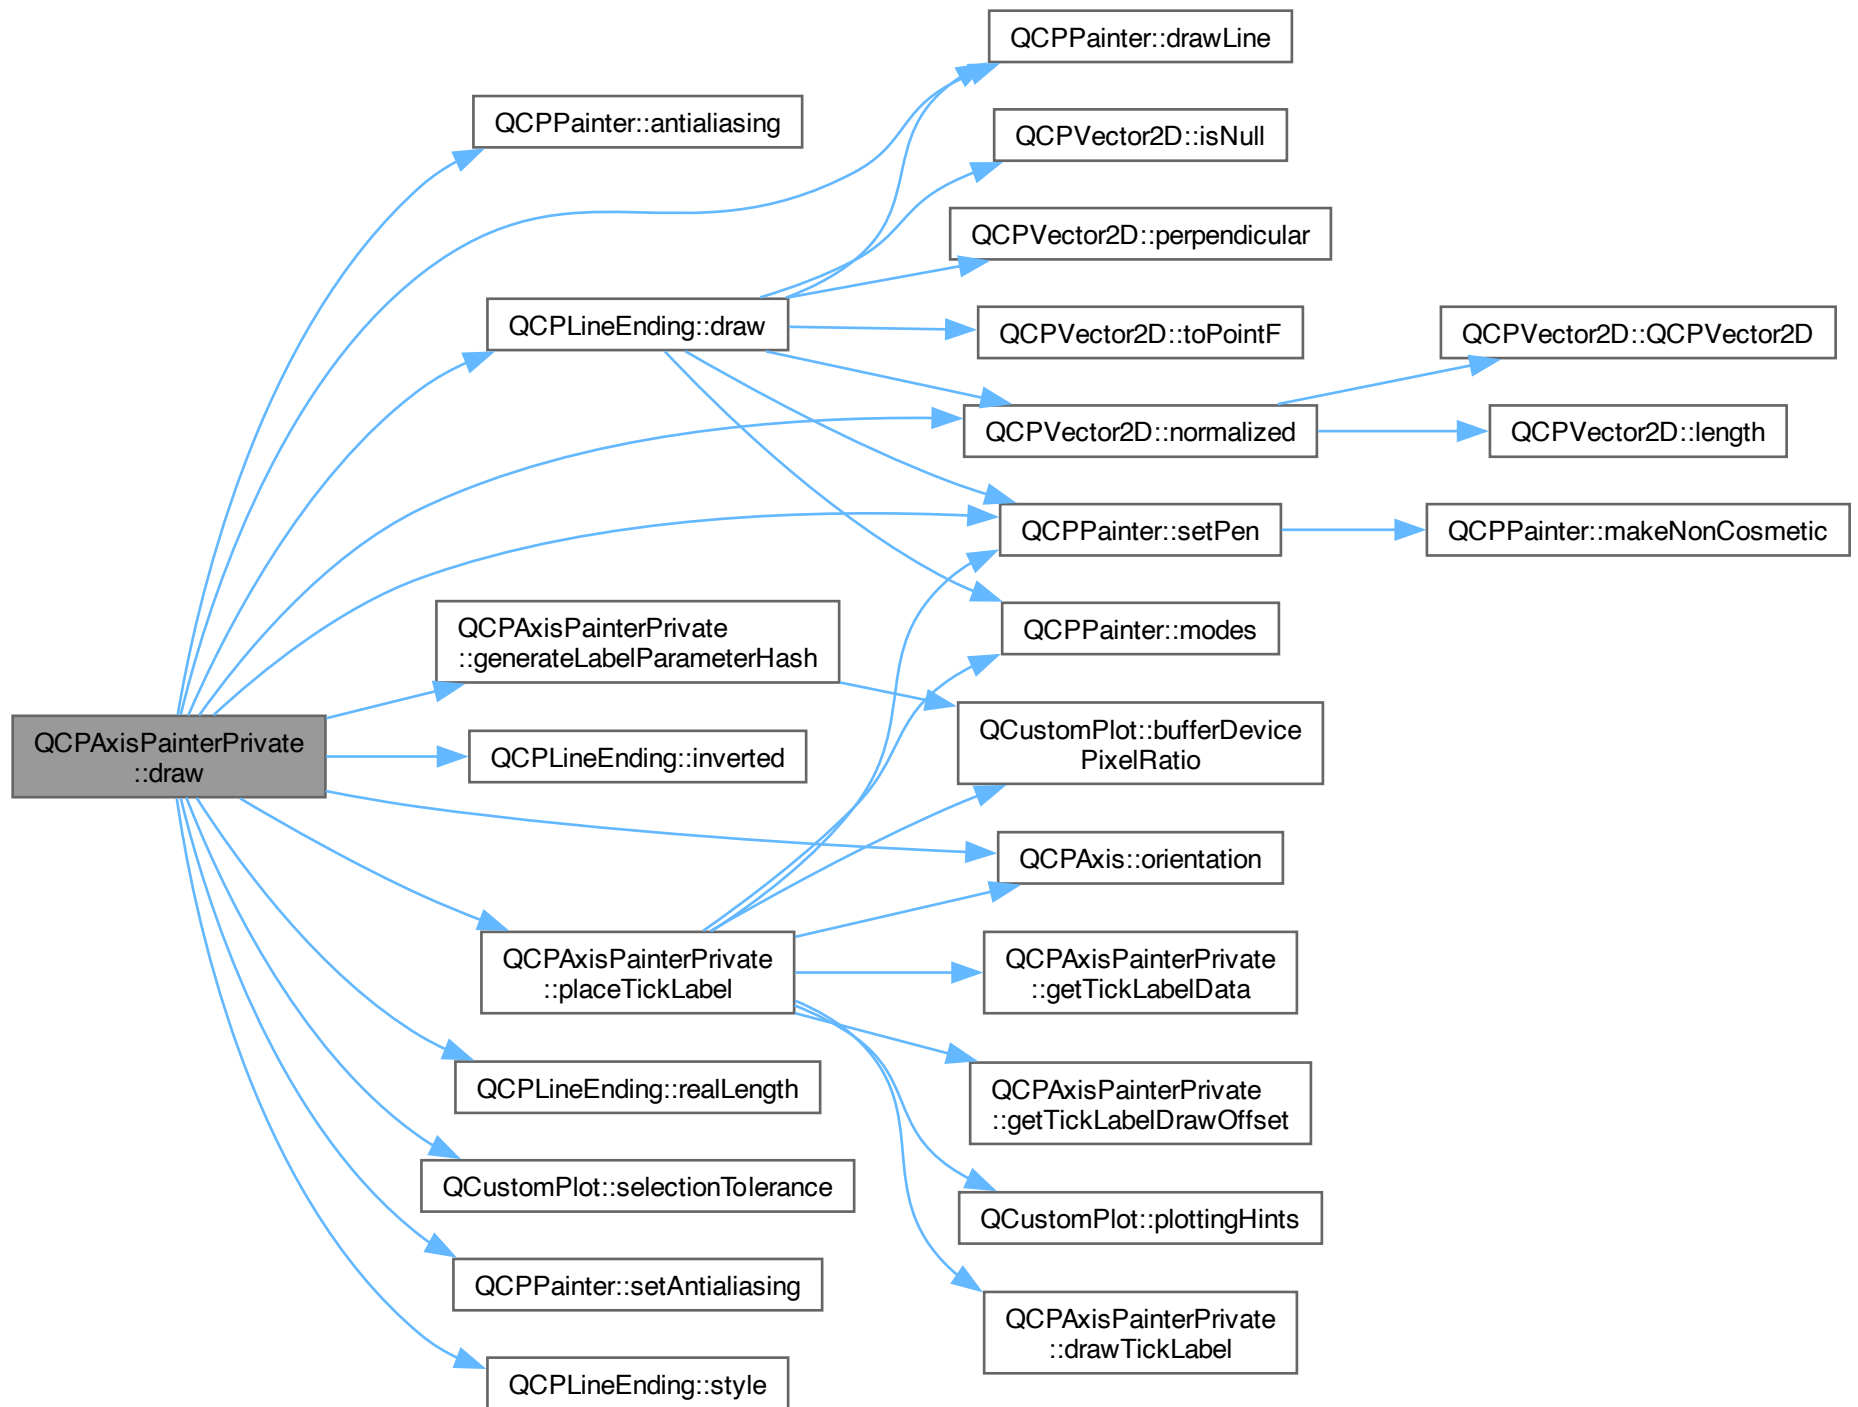 QCPPainter::drawLine
QCPPainter::antialiasing
QCPVector2D::isNull
QCPVector2D::perpendicular
QCPLineEnding::draw
QCPVector2D::toPointF
QCPVector2D::QCPVector2D
QCPVector2D::normalized
QCPVector2D::length
QCPPainter::setPen
QCPPainter::makeNonCosmetic
QCPAxisPainterPrivate
::generateLabelParameterHash
QCPPainter::modes
QCPAxisPainterPrivate
::draw
QCPLineEnding::inverted
QCustomPlot::bufferDevice
PixelRatio
QCPAxis::orientation
QCPAxisPainterPrivate
::placeTickLabel
QCPAxisPainterPrivate
::getTickLabelData
QCPLineEnding::realLength
QCPAxisPainterPrivate
::getTickLabelDrawOffset
QCustomPlot::selectionTolerance
QCustomPlot::plottingHints
QCPPainter::setAntialiasing
QCPAxisPainterPrivate
::drawTickLabel
QCPLineEnding::style